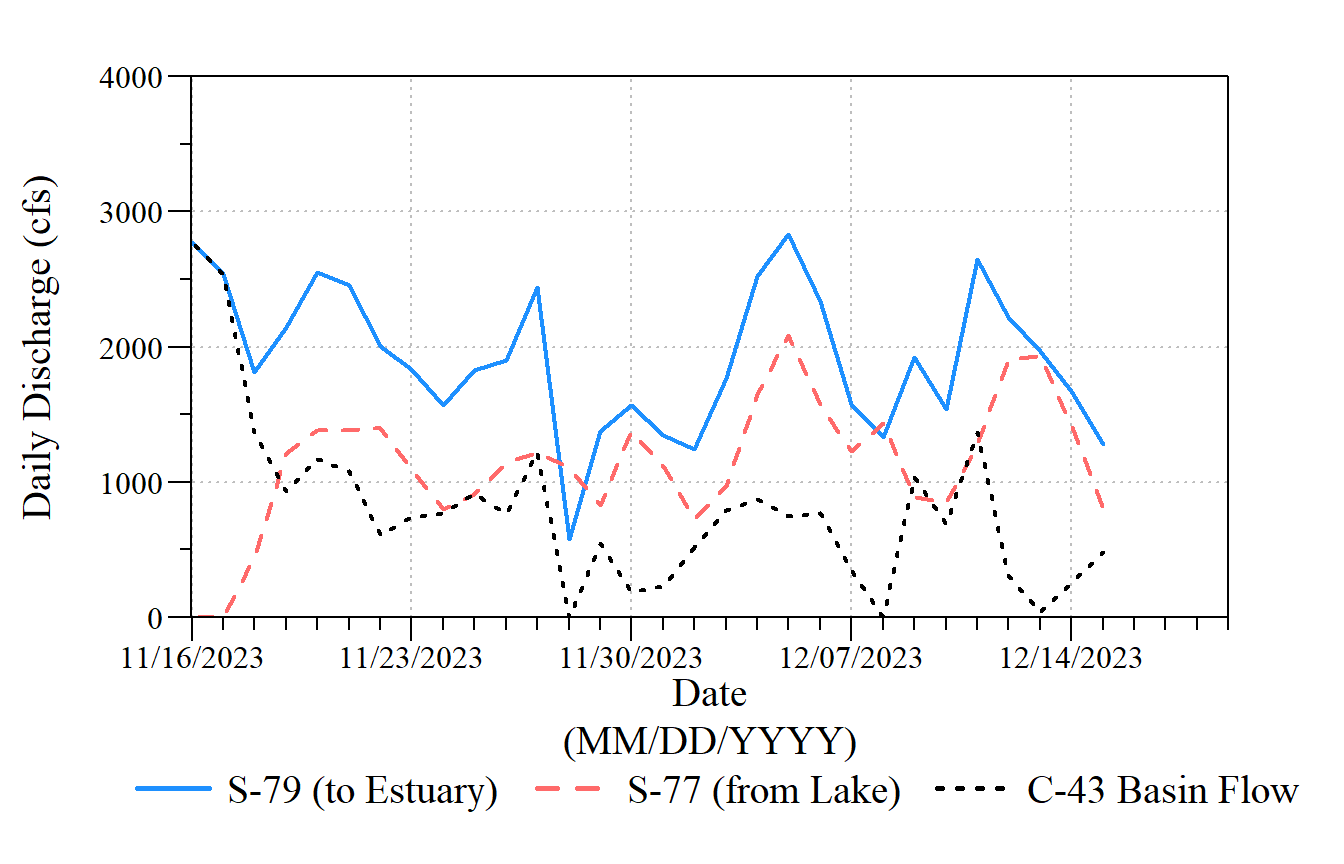 4000
3000
2000
1000
0
Daily Discharge (cfs)
11/16/2023 11/23/2023 11/30/2023 12/07/2023 12/14/2023
Date
(MM/DD/YYYY)
S-79 (to Estuary) S-77 (from Lake) C-43 Basin Flow